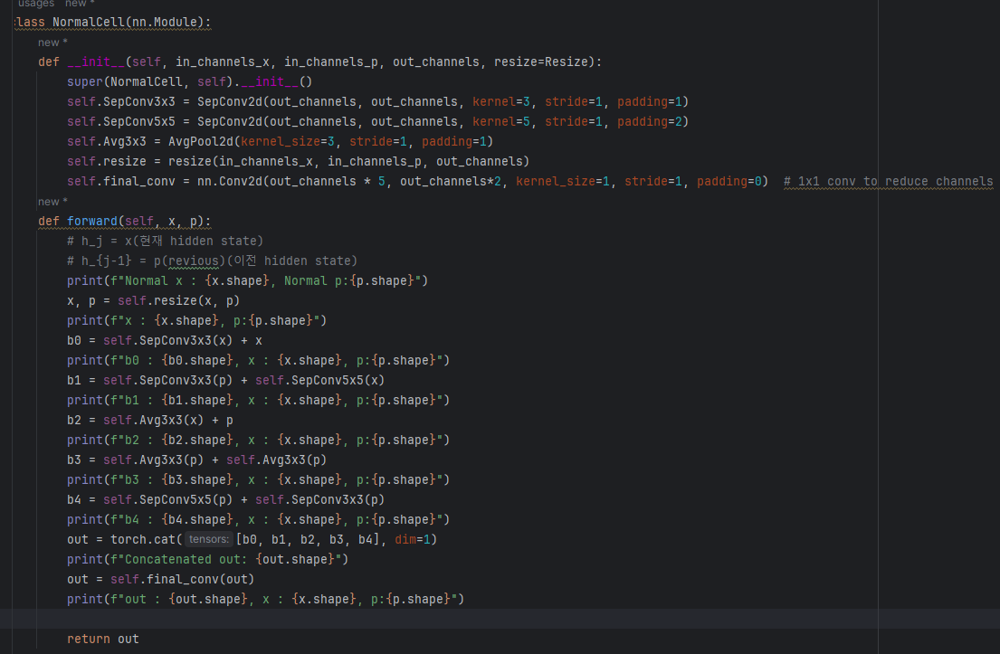 usages   new *
class NormalCell(nn.Module):
new *
def __init__(self, in_channels_x, in_channels_p, out_channels, resize=Resize):
super(NormalCell, self).__init__()
self.SepConv3x3 = SepConv2d(out_channels, out_channels, kernel=3, stride=1, padding=1)
self.SepConv5x5 = SepConv2d(out_channels, out_channels, kernel=5, stride=1, padding=2)
self.Avg3x3 = AvgPool2d(kernel_size=3, stride=1, padding=1)
self.resize = resize(in_channels_x, in_channels_p, out_channels)
self.final_conv = nn.Conv2d(out_channels * 5, out_channels*2, kernel_size=1, stride=1, padding=0)  # 1x1 conv to reduce channels
new *
def forward(self, x, p):
# h_j = x(현재 hidden state)
# h_{j-1} = p(revious)(이전 hidden state)
print(f"Normal x : {x.shape}, Normal p:{p.shape}")
x, p = self.resize(x, p)
print(f"x : {x.shape}, p:{p.shape}")
b0 = self.SepConv3x3(x) + x
print(f"b0 : {b0.shape}, x : {x.shape}, p:{p.shape}")
b1 = self.SepConv3x3(p) + self.SepConv5x5(x)
print(f"b1 : {b1.shape}, x : {x.shape}, p:{p.shape}")
b2 = self.Avg3x3(x) + p
print(f"b2 : {b2.shape}, x : {x.shape}, p:{p.shape}")
b3 = self.Avg3x3(p) + self.Avg3x3(p)
print(f"b3 : {b3.shape}, x : {x.shape}, p:{p.shape}")
b4 = self.SepConv5x5(p) + self.SepConv3x3(p)
print(f"b4 : {b4.shape}, x : {x.shape}, p:{p.shape}")
out = torch.cat( tensors: [b0, b1, b2, b3, b4], dim=1)
print(f"Concatenated out: {out.shape}")
out = self.final_conv(out)
print(f"out : {out.shape}, x : {x.shape}, p:{p.shape}")
return out